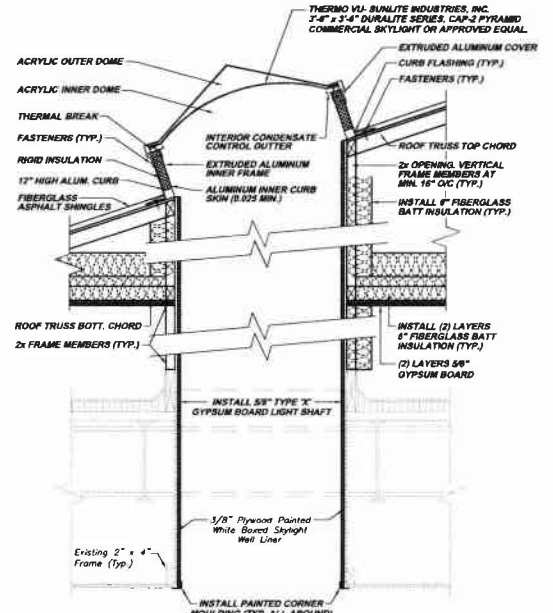 THERMO VU- SUNLITE INDUSTRIES, INC.
3'-6" x 3'-6" DURALITE SERIES, CAP-2 PYRAMID
COMMERCIAL SKYLIGHT OR APPROVED EQUAL.
EXTRUDED ALUMINUM COVER
CURB FLASHING (TYP.)
FASTENERS (TYP.)
ACRYLIC OUTER DOME
ACRYLIC INNER DOME
THERMAL BREAK
FASTENERS (TYP.)
RIGID INSULATION
12" HIGH ALUM. CURB
FIBERGLASS
ASPHALT SHINGLES
INTERIOR CONDENSATE
CONTROL GUTTER
EXTRUDED ALUMINUM
INNER FRAME
ALUMINUM INNER CURB
SKIN (0.025 MIN.)
ROOF TRUSS TOP CHORD
2x OPENING. VERTICAL
FRAME MEMBERS AT
MIN. 16" O/C (TYP.)
INSTALL 6" FIBERGLASS
BATT INSULATION (TYP.)
ROOF TRUSS BOTT. CHORD
2x FRAME MEMBERS (TYP.)
INSTALL (2) LAYERS
6" FIBERGLASS BATT
INSULATION (TYP.)
(2) LAYERS 5/8"
GYPSUM BOARD
INSTALL 5/8" TYPE 'X'
GYPSUM BOARD LIGHT SHAFT
3/8" Plywood Painted
White Boxed Skylight
Well Liner
Existing 2" x 4"
Frame (Typ.)
INSTALL PAINTED CORNER
MOULDING (TYP. ALL AROUND)